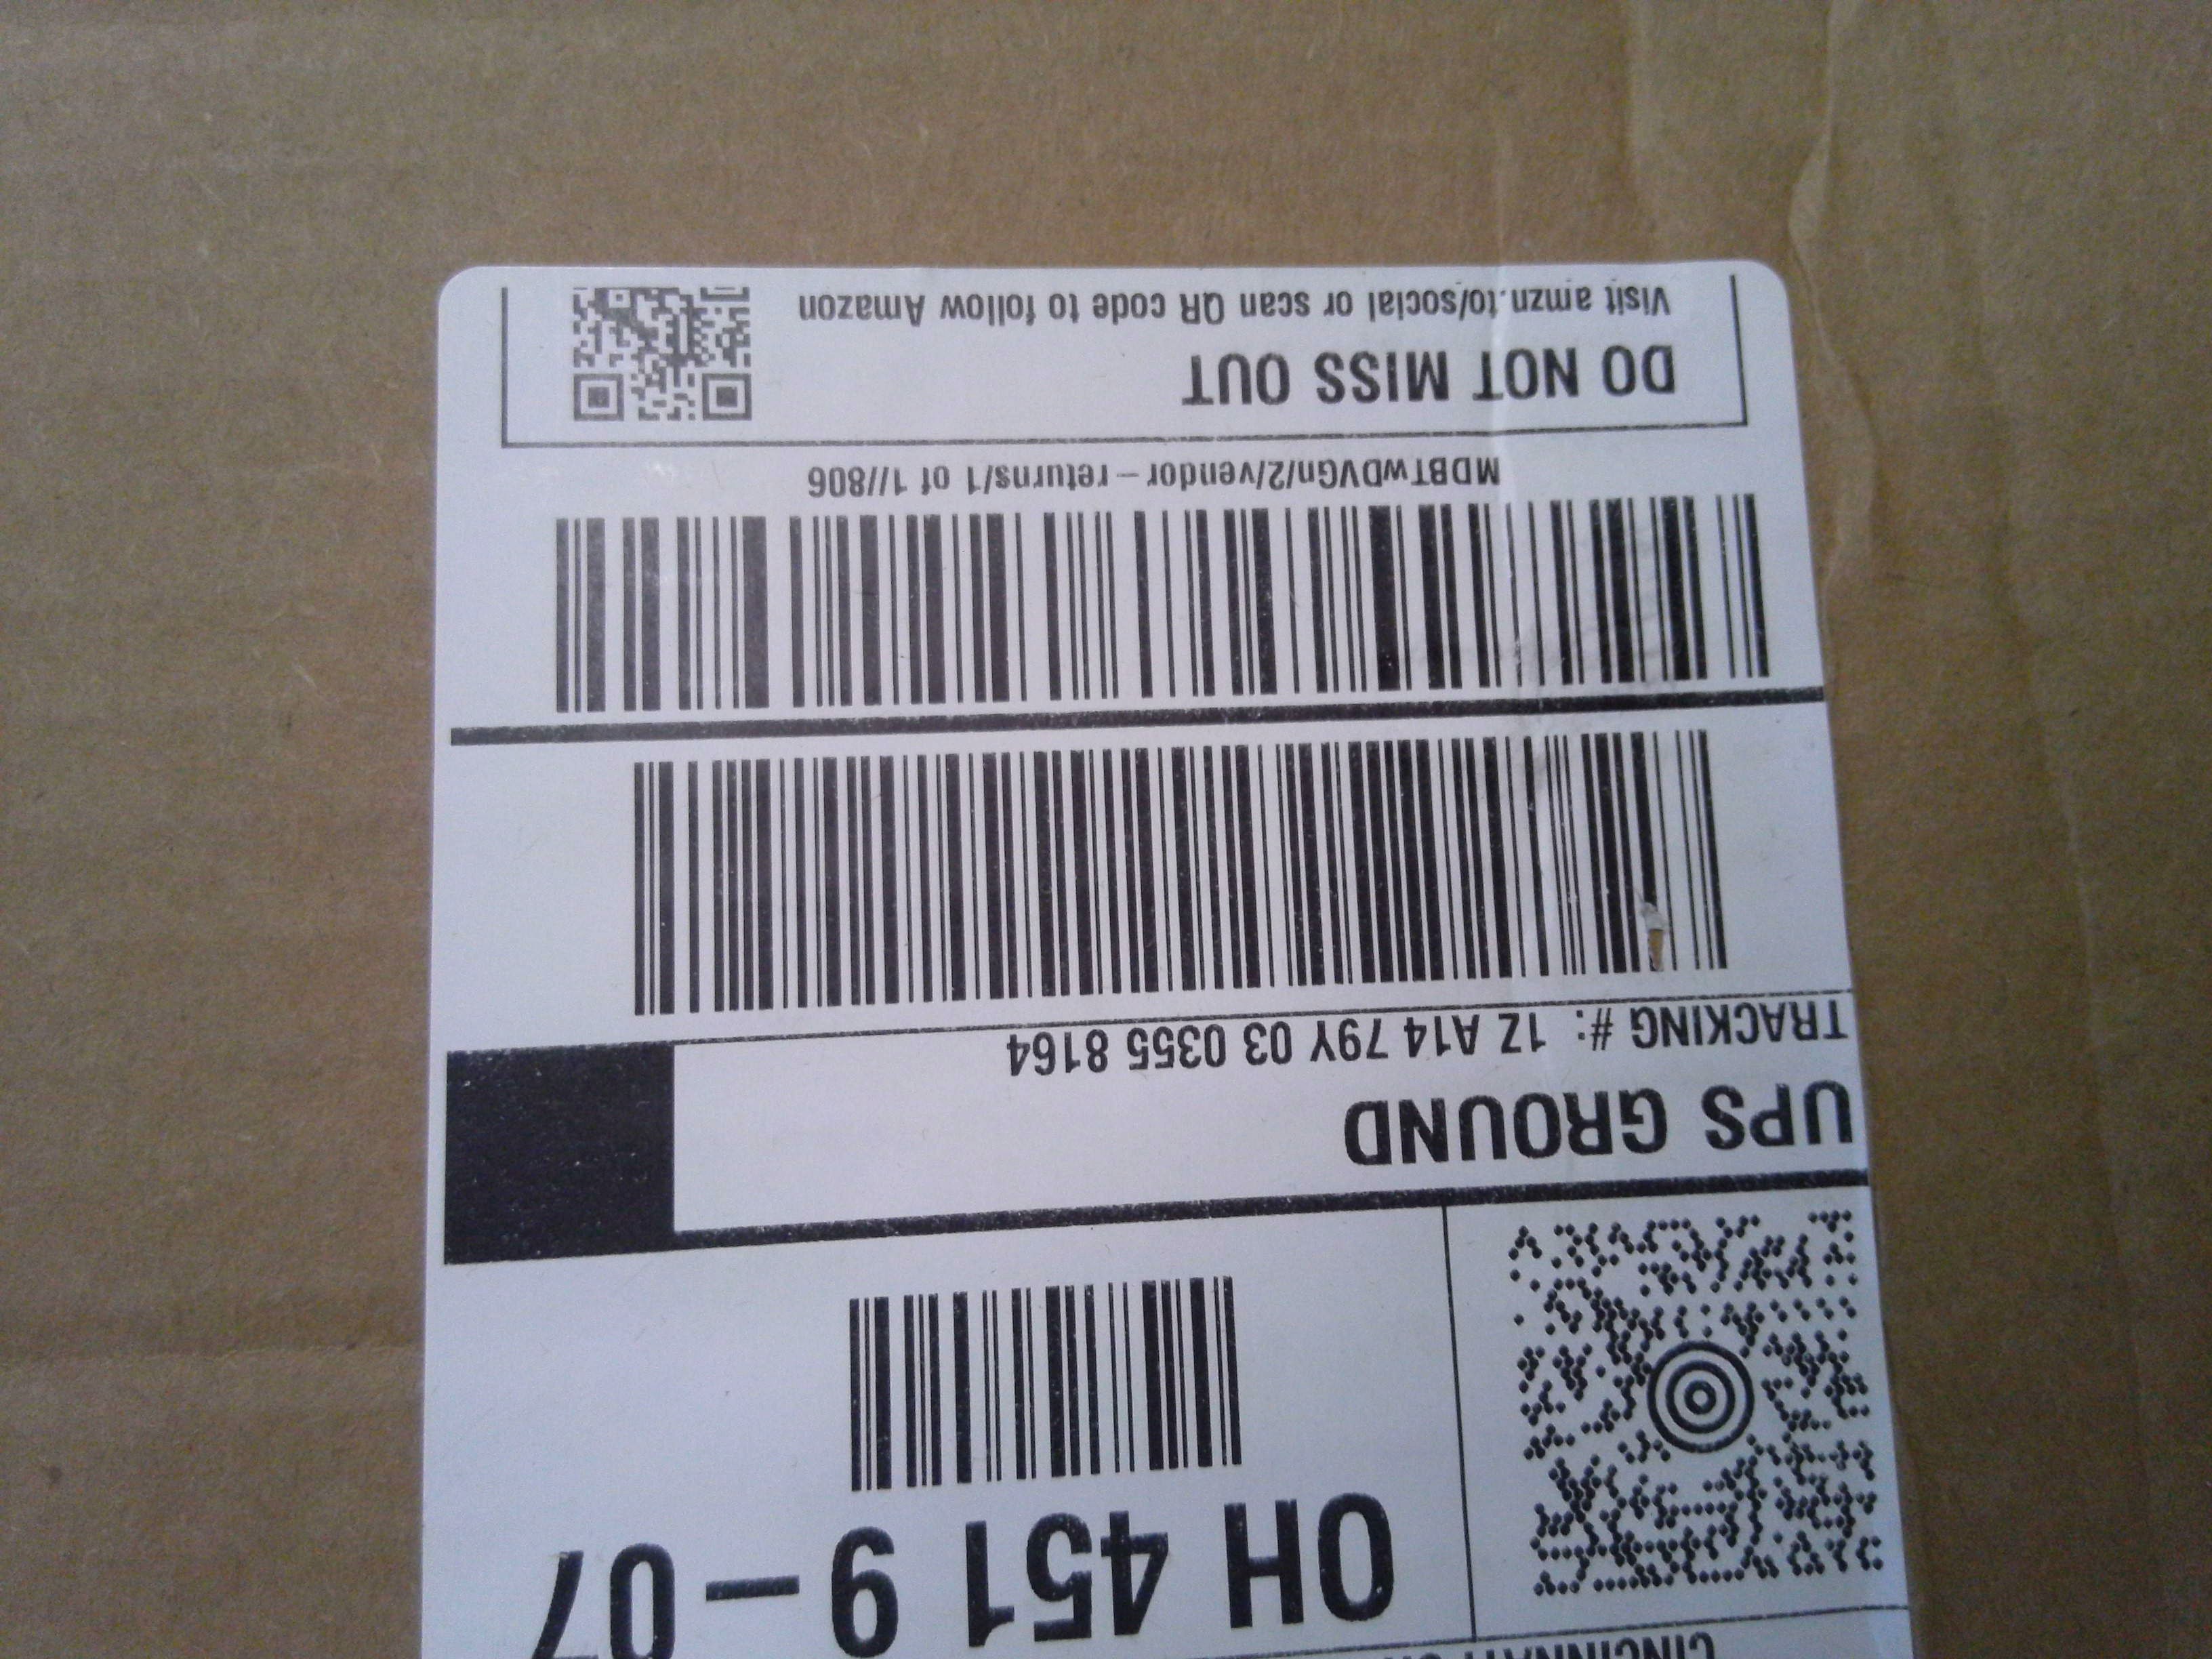 OH 451 9-07
UPS GROUND
TRACKING #: 1Z A14 79Y 03 0355 8164
MDBTwDVGn/2/vendor-returns/1 of 1//806
DO NOT MISS OUT
Visit amzn.to/social or scan QR code to follow Amazon